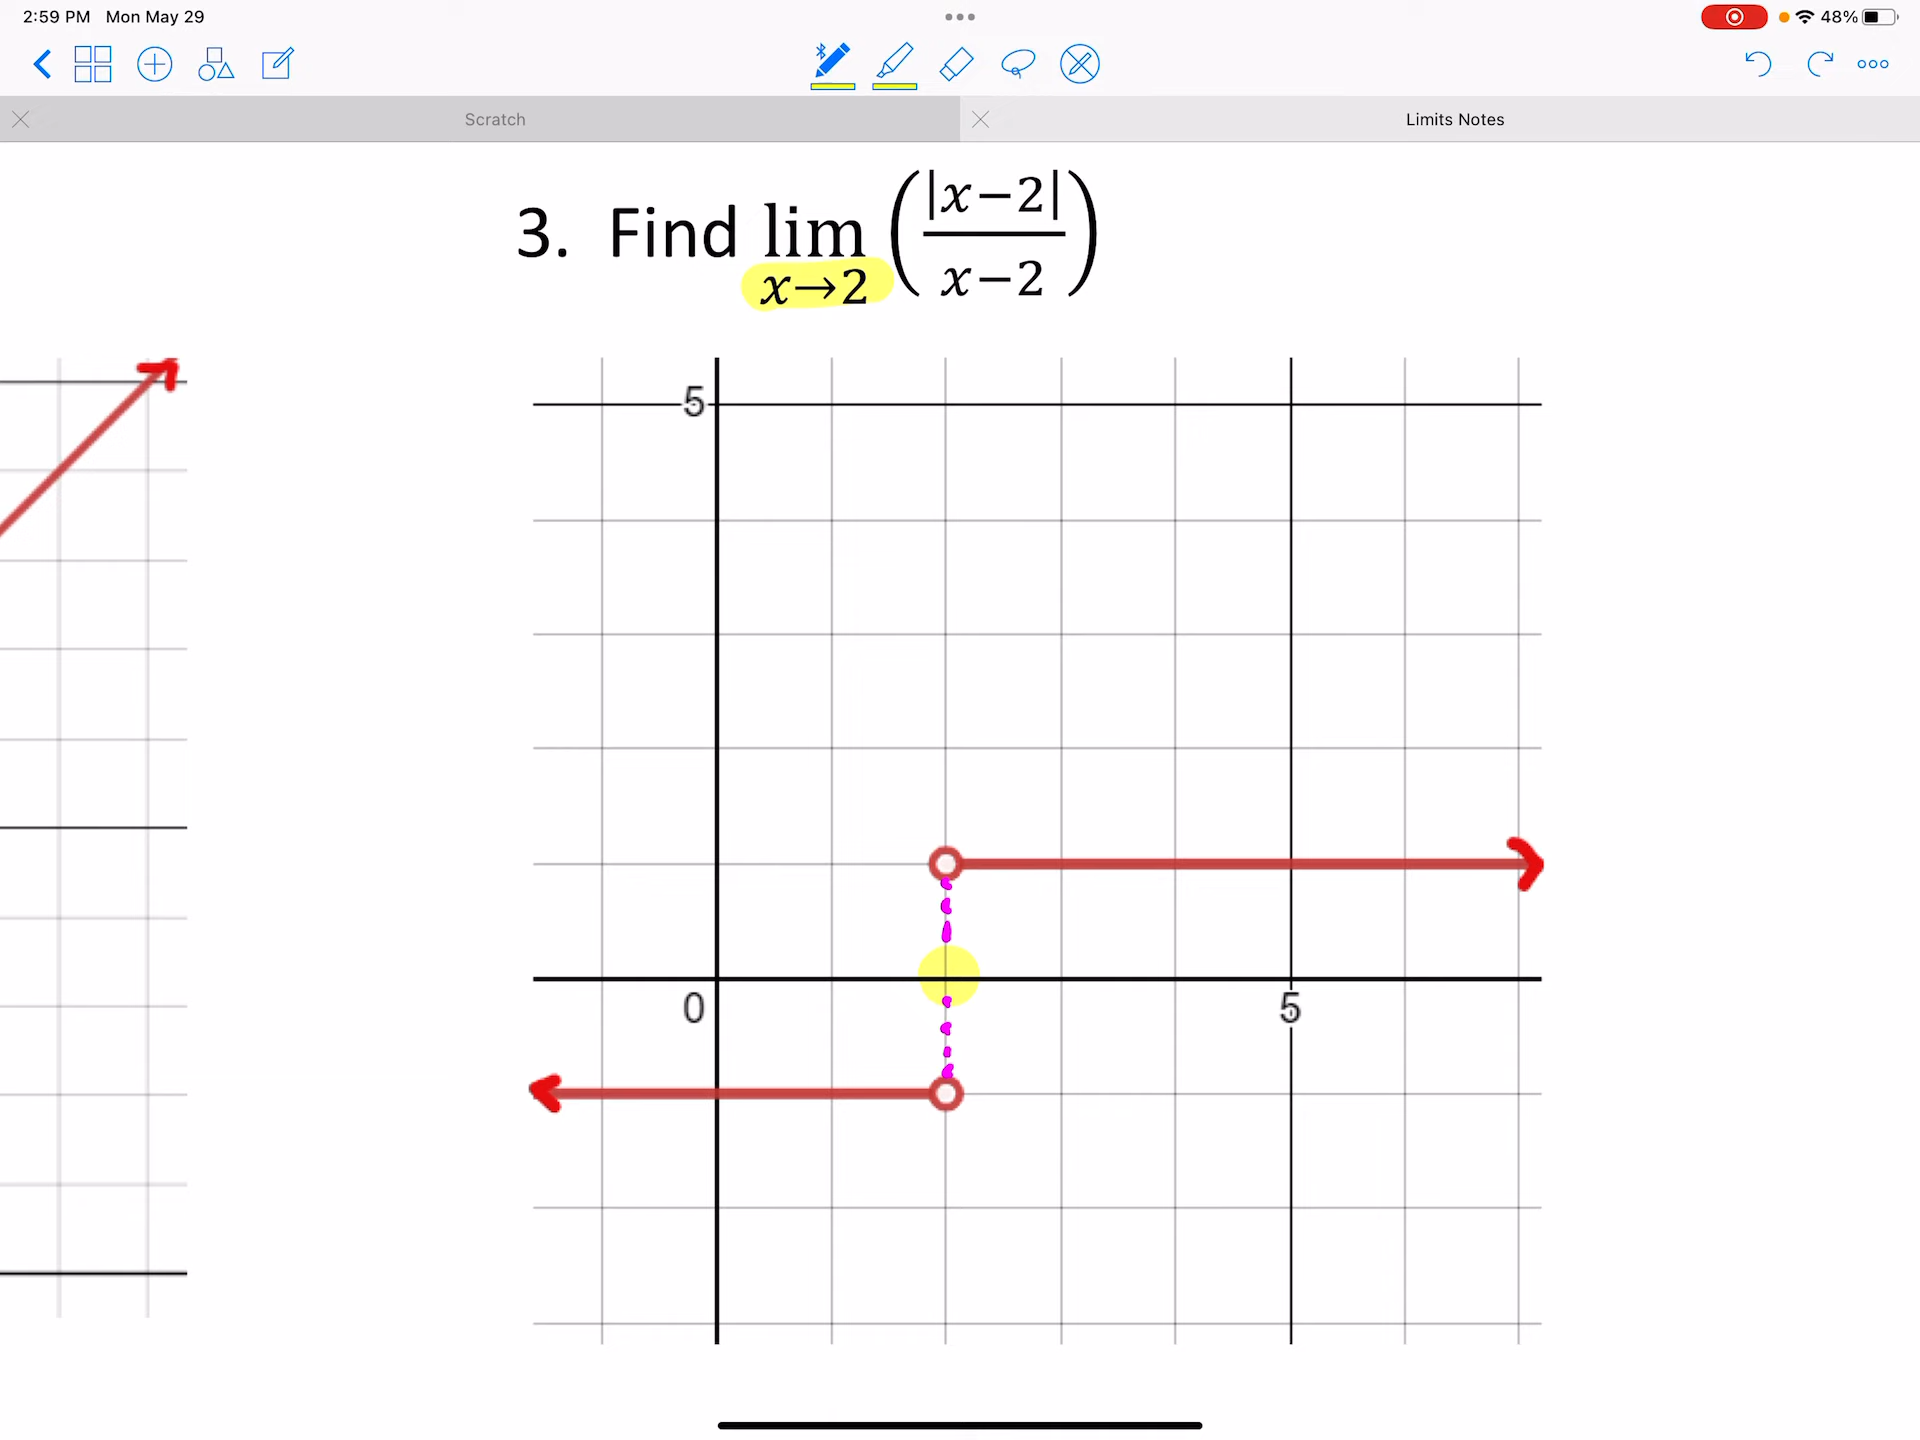 2:59 PM Mon May 29
48%
Scratch
Limits Notes
3. Find lim (|x−2|/x−2)
x→2
5
0
5